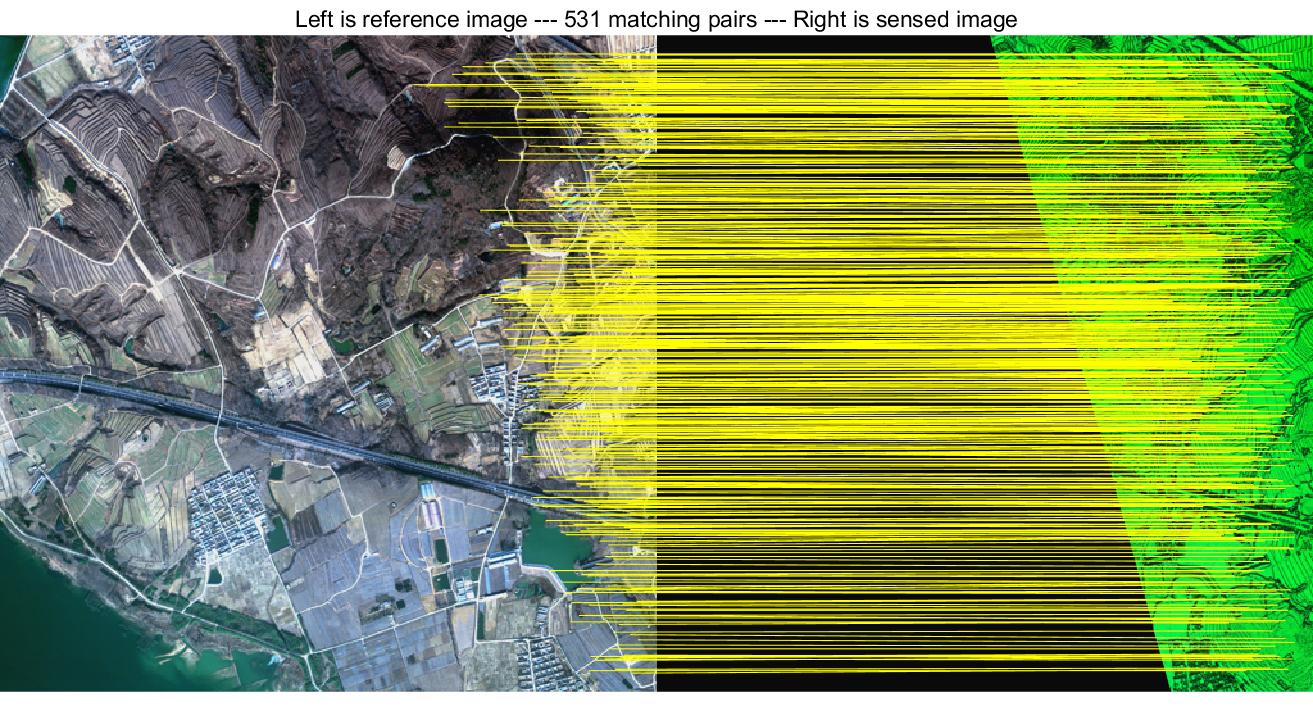 Left is reference image --- 531 matching pairs --- Right is sensed image